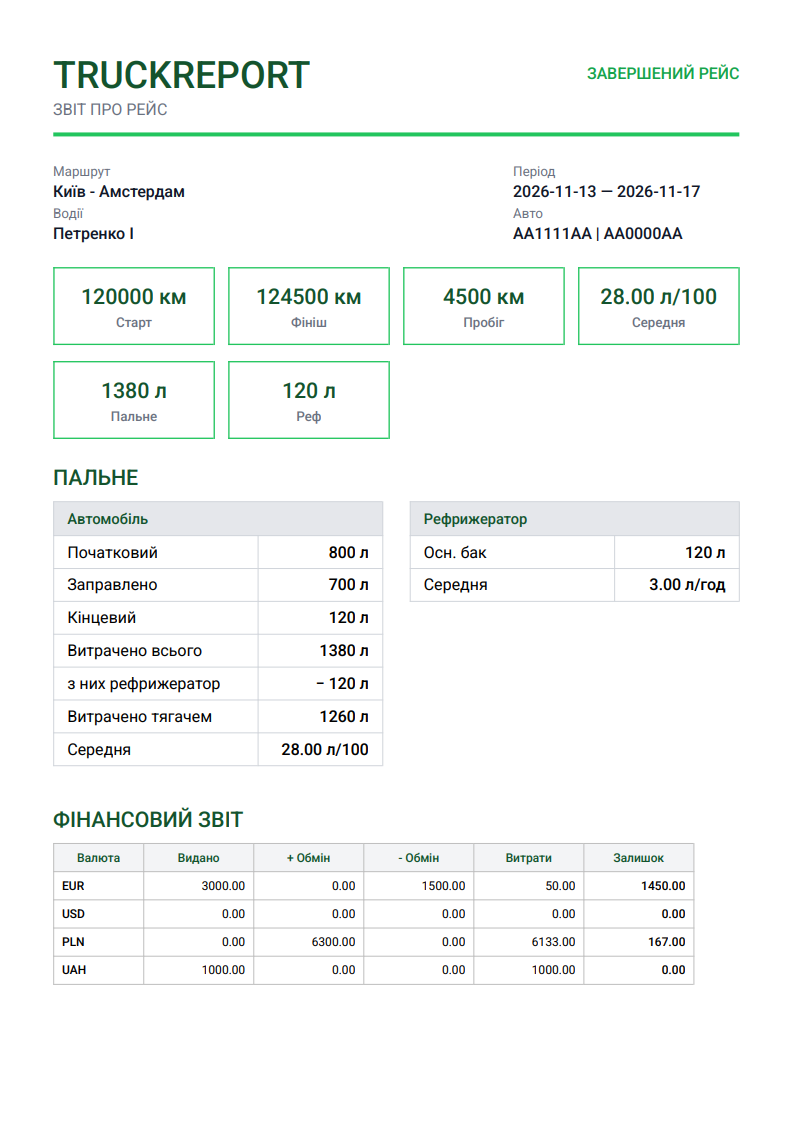 TRUCKREPORT
ЗАВЕРШЕНИЙ РЕЙС
ЗВІТ ПРО РЕЙС
Маршрут
Київ - Амстердам
Водії
Петренко І
Період
2026-11-13 — 2026-11-17
Авто
AA1111AA | AA0000AA
120000 км
Старт
124500 км
Фініш
4500 км
Пробіг
28.00 л/100
Середня
1380 л
Пальне
120 л
Реф
ПАЛЬНЕ
Автомобіль
Початковий 800 л
Заправлено 700 л
Кінцевий 120 л
Витрачено всього 1380 л
з них рефрижератор − 120 л
Витрачено тягачем 1260 л
Середня 28.00 л/100
Рефрижератор
Осн. бак 120 л
Середня 3.00 л/год
ФІНАНСОВИЙ ЗВІТ
Валюта Видано + Обмін - Обмін Витрати Залишок
EUR 3000.00 0.00 1500.00 50.00 1450.00
USD 0.00 0.00 0.00 0.00 0.00
PLN 0.00 6300.00 0.00 6133.00 167.00
UAH 1000.00 0.00 0.00 1000.00 0.00